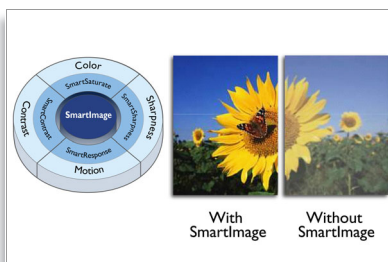 Color
SmartSaturate
Contrast
SmartContrast
SmartImage
SmartSharpness
Sharpness
SmartResponse
Motion
With
SmartImage
Without
SmartImage